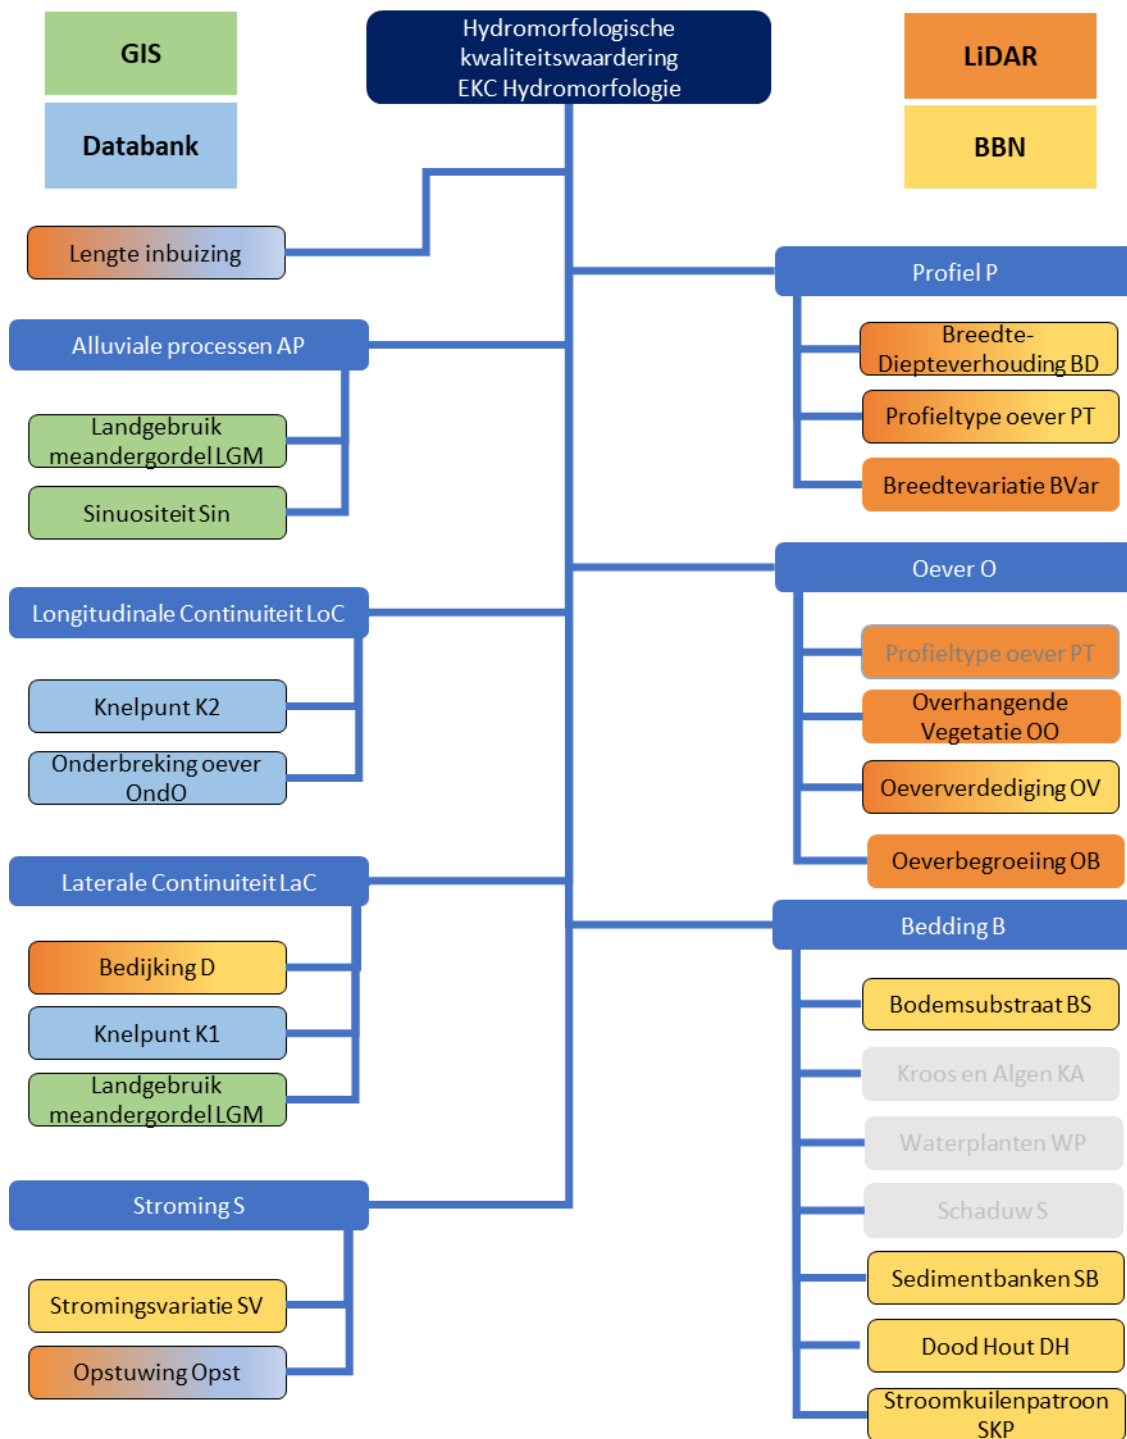 GIS
Databank
Hydromorfologische
kwaliteitswaardering
EKC Hydromorfologie
LiDAR
BBN
Lengte inbuizing
Alluviale processen AP
Landgebruik
meandergordel LGM
Sinuositeit Sin
Longitudinale Continuiteit LoC
Knelpunt K2
Onderbreking oever
OndO
Laterale Continuiteit LaC
Bedijking D
Knelpunt K1
Landgebruik
meandergordel LGM
Stroming S
Stromingsvariatie SV
Opstuwing Opst
Profiel P
Breedte-
Diepteverhouding BD
Profieltype oever PT
Breedtevariatie BVar
Oever O
Profieltype oever PT
Overhangende
Vegetatie OO
Oeververdediging OV
Oeverbegroeiing OB
Bedding B
Bodemsubstraat BS
Kroos en Algen KA
Waterplanten WP
Schaduw S
Sedimentbanken SB
Dood Hout DH
Stroomkuilenpatroon
SKP